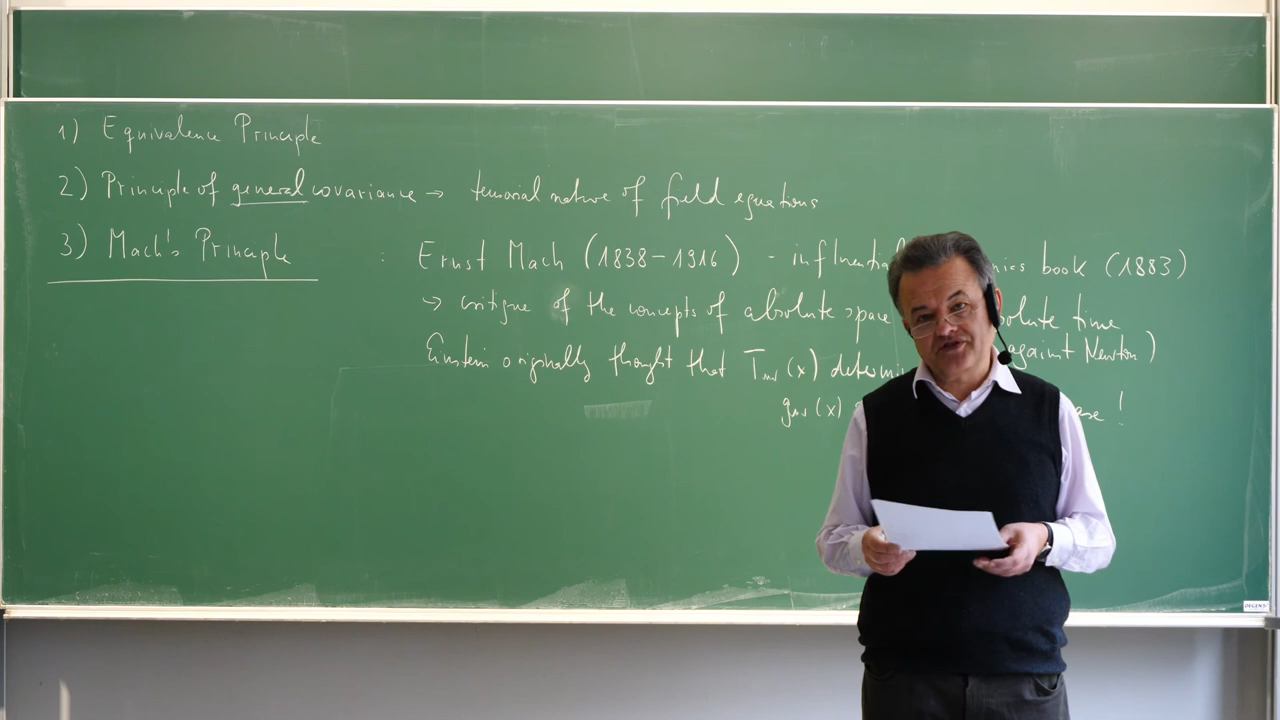 1) Equivalence Principle
2) Principle of general covariance → tensorial nature of field equations
3) Mach's Principle : Ernst Mach (1838-1916) - influential book (1883)
→ critique of the concepts of absolute space absolute time
(against Newton)
Einstein originally thought that Tμν(x)
gμν(x) !
DEGENS